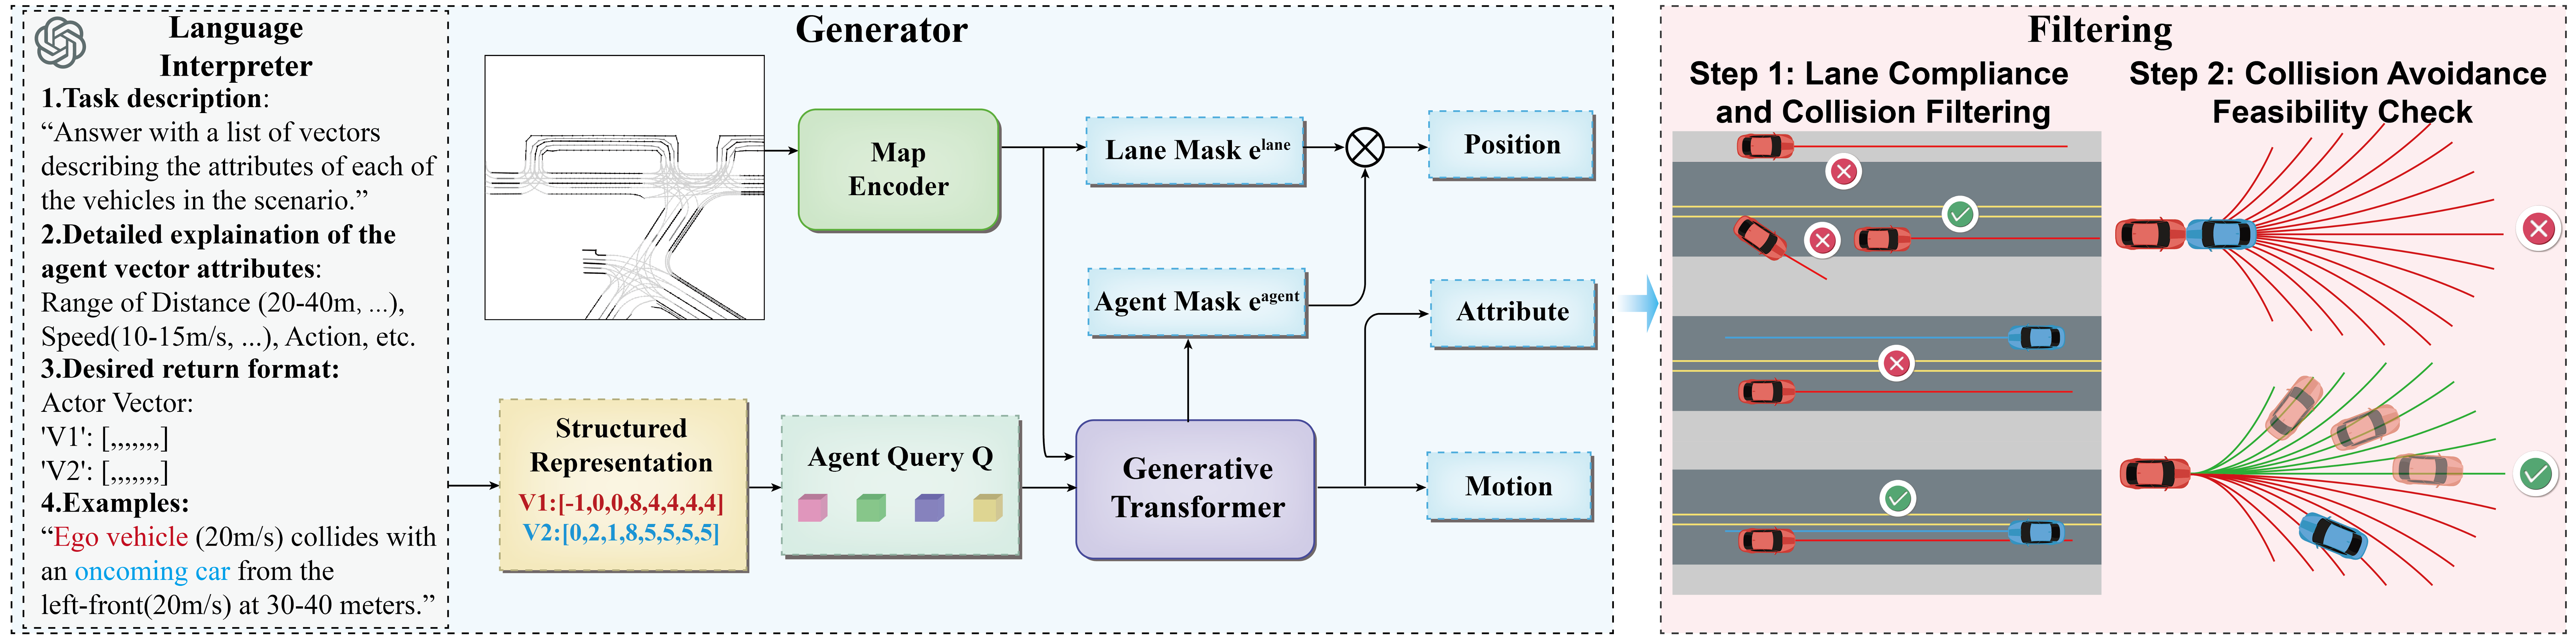 Language
Interpreter
1.Task description:
“Answer with a list of vectors
describing the attributes of each of
the vehicles in the scenario.”
2.Detailed explaination of the
agent vector attributes:
Range of Distance (20-40m, ...),
Speed(10-15m/s, ...), Action, etc.
3.Desired return format:
Actor Vector:
'V1': [,,,,,,,]
'V2': [,,,,,,,]
4.Examples:
“Ego vehicle (20m/s) collides with
an oncoming car from the
left-front(20m/s) at 30-40 meters.”
Generator
Map
Encoder
Lane Mask e^lane
Position
Agent Mask e^agent
Attribute
Structured
Representation
V1:[-1,0,0,8,4,4,4,4]
V2:[0,2,1,8,5,5,5,5]
Agent Query Q
Generative
Transformer
Motion
Filtering
Step 1: Lane Compliance
and Collision Filtering
Step 2: Collision Avoidance
Feasibility Check